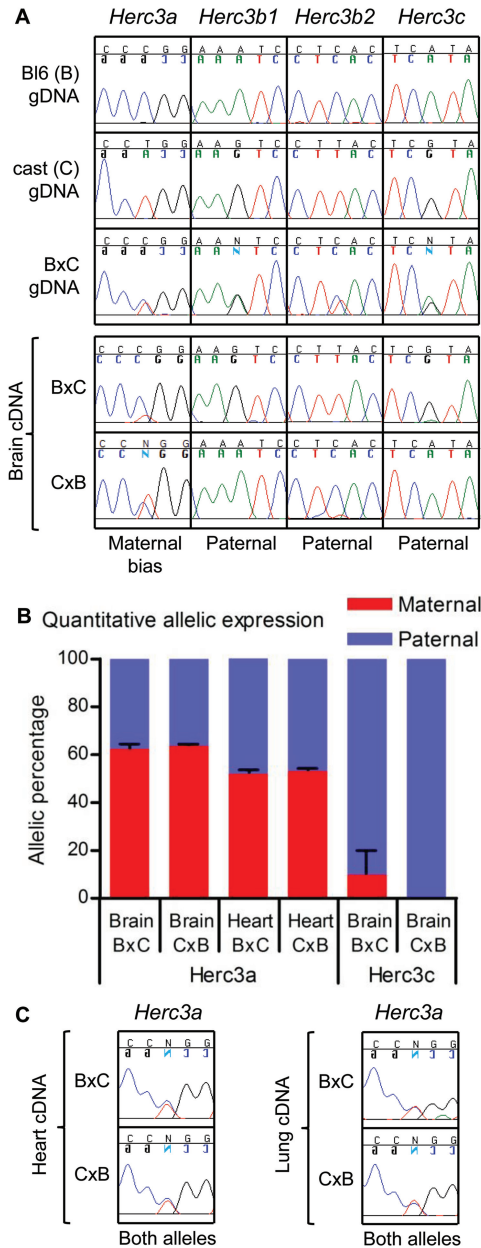 A
Herc3a Herc3b1 Herc3b2 Herc3c
C C C G G A A A T C C T C A C T C A T A
A A A T C C T C A C T C A T A
Bl6 (B)
gDNA
C C T G G A A G T C C T T A C T C G T A
A A G T C C T T A C T C G T A
cast (C)
gDNA
C C C G G A A N T C C T C A C T C N T A
A A N T C C T C A C T C N T A
BxC
gDNA
Brain cDNA
C C C G G A A G T C C T T A C T C G T A
C C C G G A A G T C C T T A C T C G T A
BxC
C C N G G A A A T C C T C A C T C A T A
C C N G G A A A T C C T C A C T C A T A
CxB
Maternal
bias
Paternal Paternal Paternal
B
Quantitative allelic expression
Maternal
Paternal
Allelic percentage
100
80
60
40
20
0
Brain
BxC
Brain
CxB
Heart
BxC
Heart
CxB
Brain
BxC
Brain
CxB
Herc3a Herc3c
C
Herc3a
Heart cDNA
BxC
C C N G G
CxB
C C N G G
Both alleles
Herc3a
Lung cDNA
BxC
C C N G G
CxB
C C N G G
Both alleles